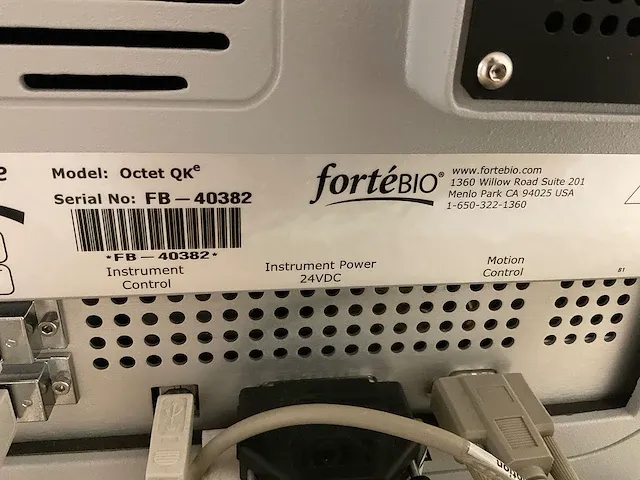 e
Model: Octet QKe
Serial No: FB-40382
*FB-40382*
fortéBIO®
www.fortebio.com
1360 Willow Road Suite 201
Menlo Park CA 94025 USA
1-650-322-1360
Instrument
Control
Instrument Power
24VDC
Motion
Control
S1